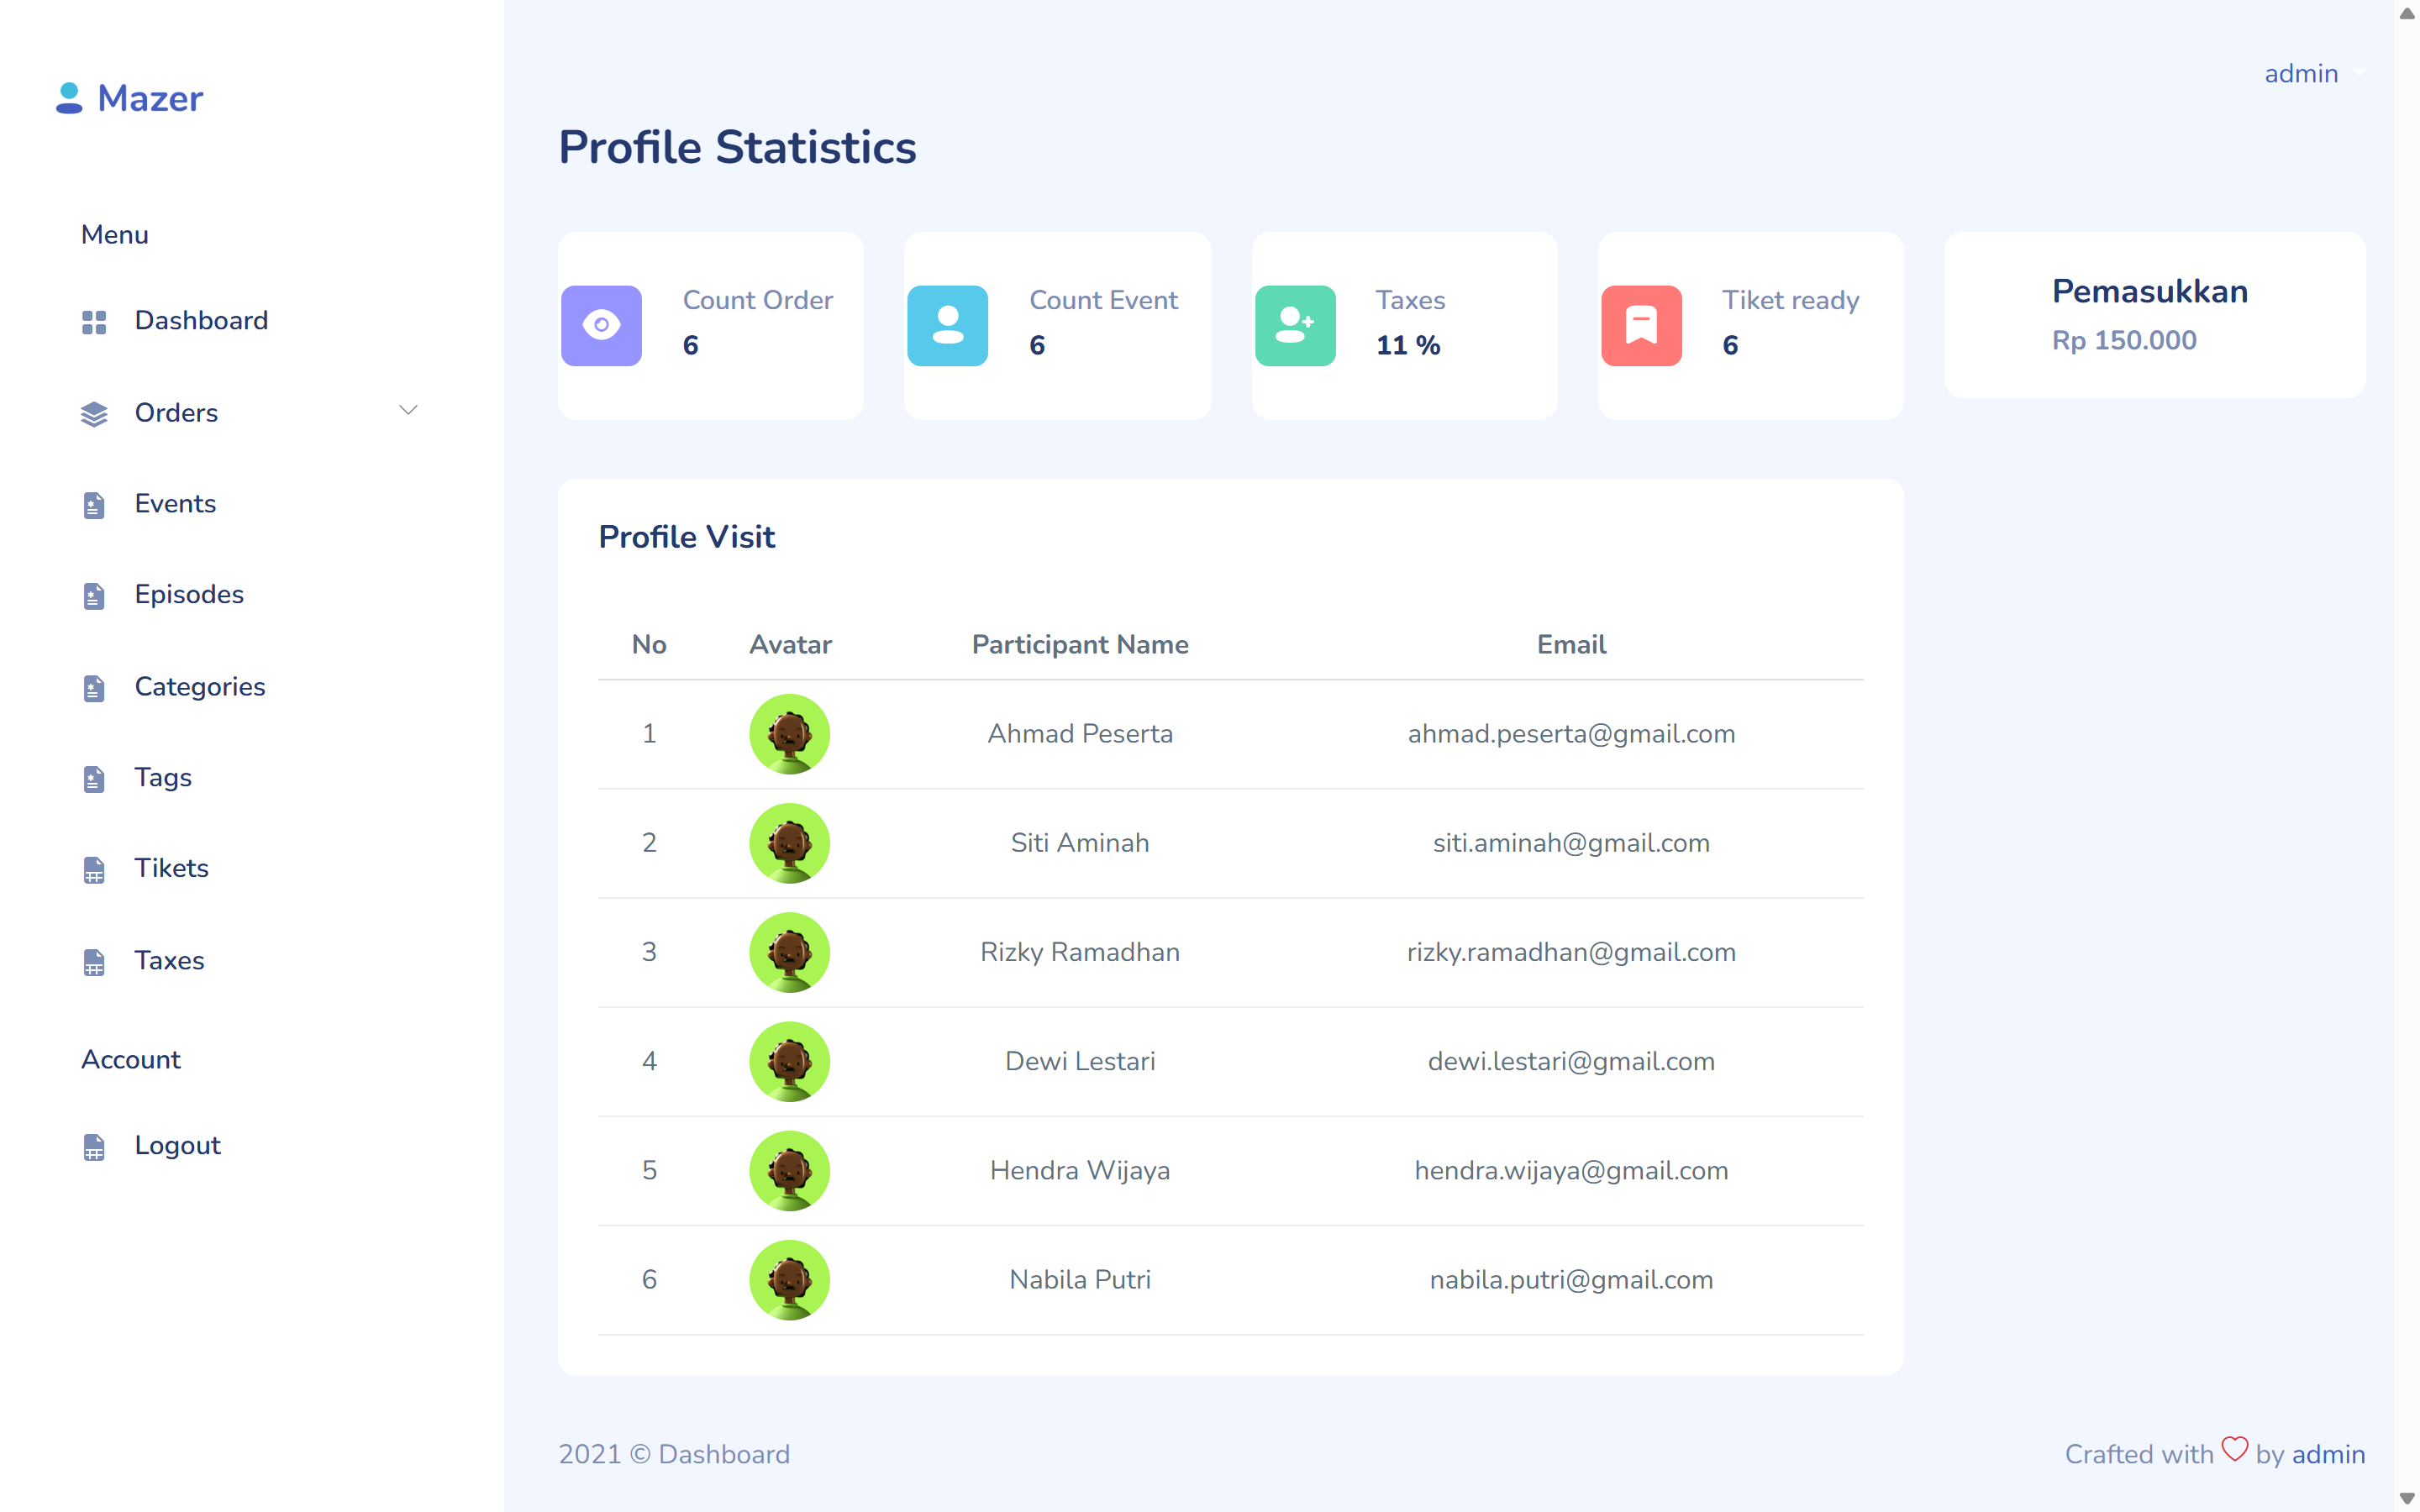 Mazer
admin
Profile Statistics
Menu
Dashboard
Orders
Events
Episodes
Categories
Tags
Tikets
Taxes
Account
Logout
Count Order
6
Count Event
6
Taxes
11 %
Tiket ready
6
Pemasukkan
Rp 150.000
Profile Visit
No Avatar Participant Name Email
1 Ahmad Peserta ahmad.peserta@gmail.com
2 Siti Aminah siti.aminah@gmail.com
3 Rizky Ramadhan rizky.ramadhan@gmail.com
4 Dewi Lestari dewi.lestari@gmail.com
5 Hendra Wijaya hendra.wijaya@gmail.com
6 Nabila Putri nabila.putri@gmail.com
2021 © Dashboard
Crafted with by admin